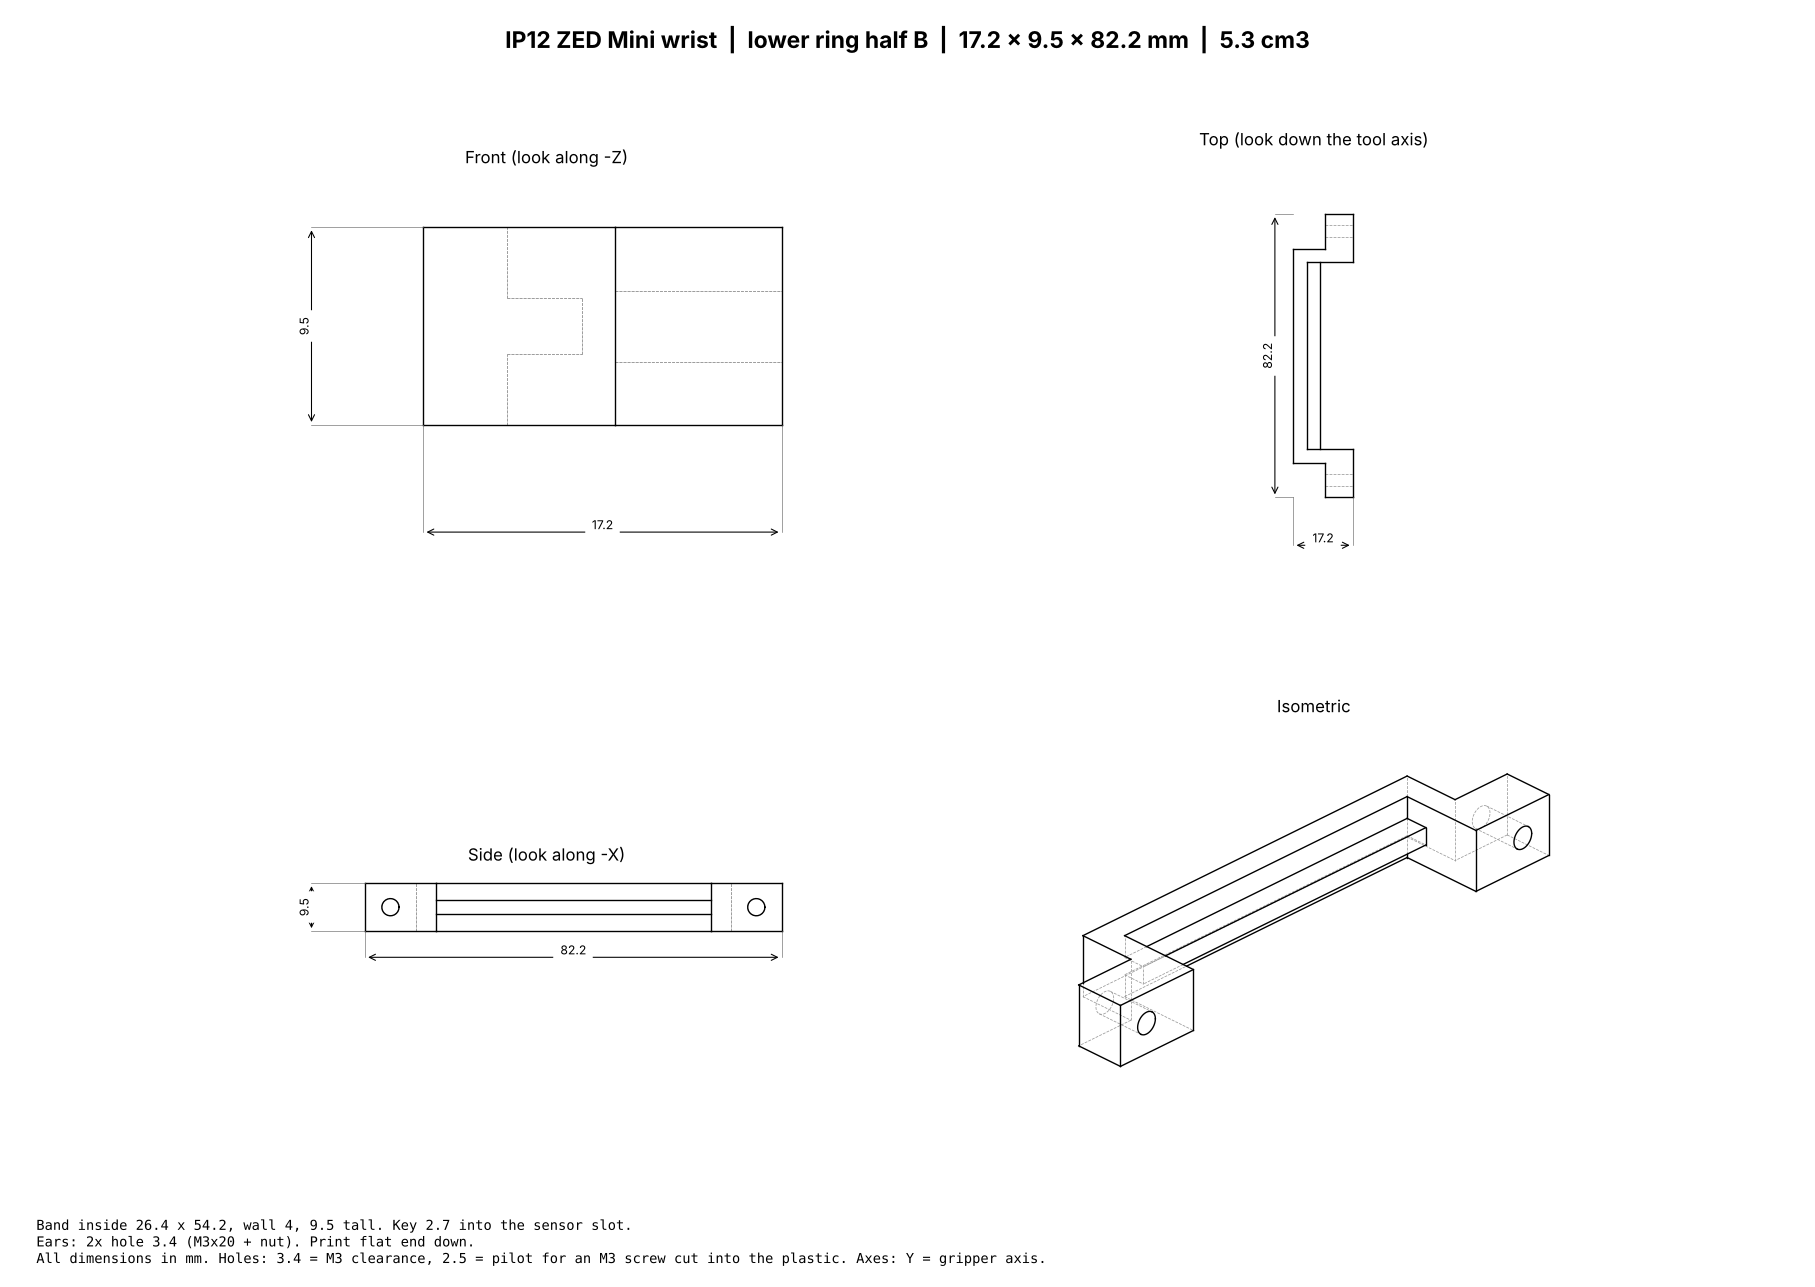 IP12 ZED Mini wrist | lower ring half B | 17.2 × 9.5 × 82.2 mm | 5.3 cm3
Top (look down the tool axis)
Front (look along -Z)
9.5
82.2
17.2
17.2
Isometric
Side (look along -X)
9.5
82.2
Band inside 26.4 x 54.2, wall 4, 9.5 tall. Key 2.7 into the sensor slot.
Ears: 2x hole 3.4 (M3x20 + nut). Print flat end down.
All dimensions in mm. Holes: 3.4 = M3 clearance, 2.5 = pilot for an M3 screw cut into the plastic. Axes: Y = gripper axis.